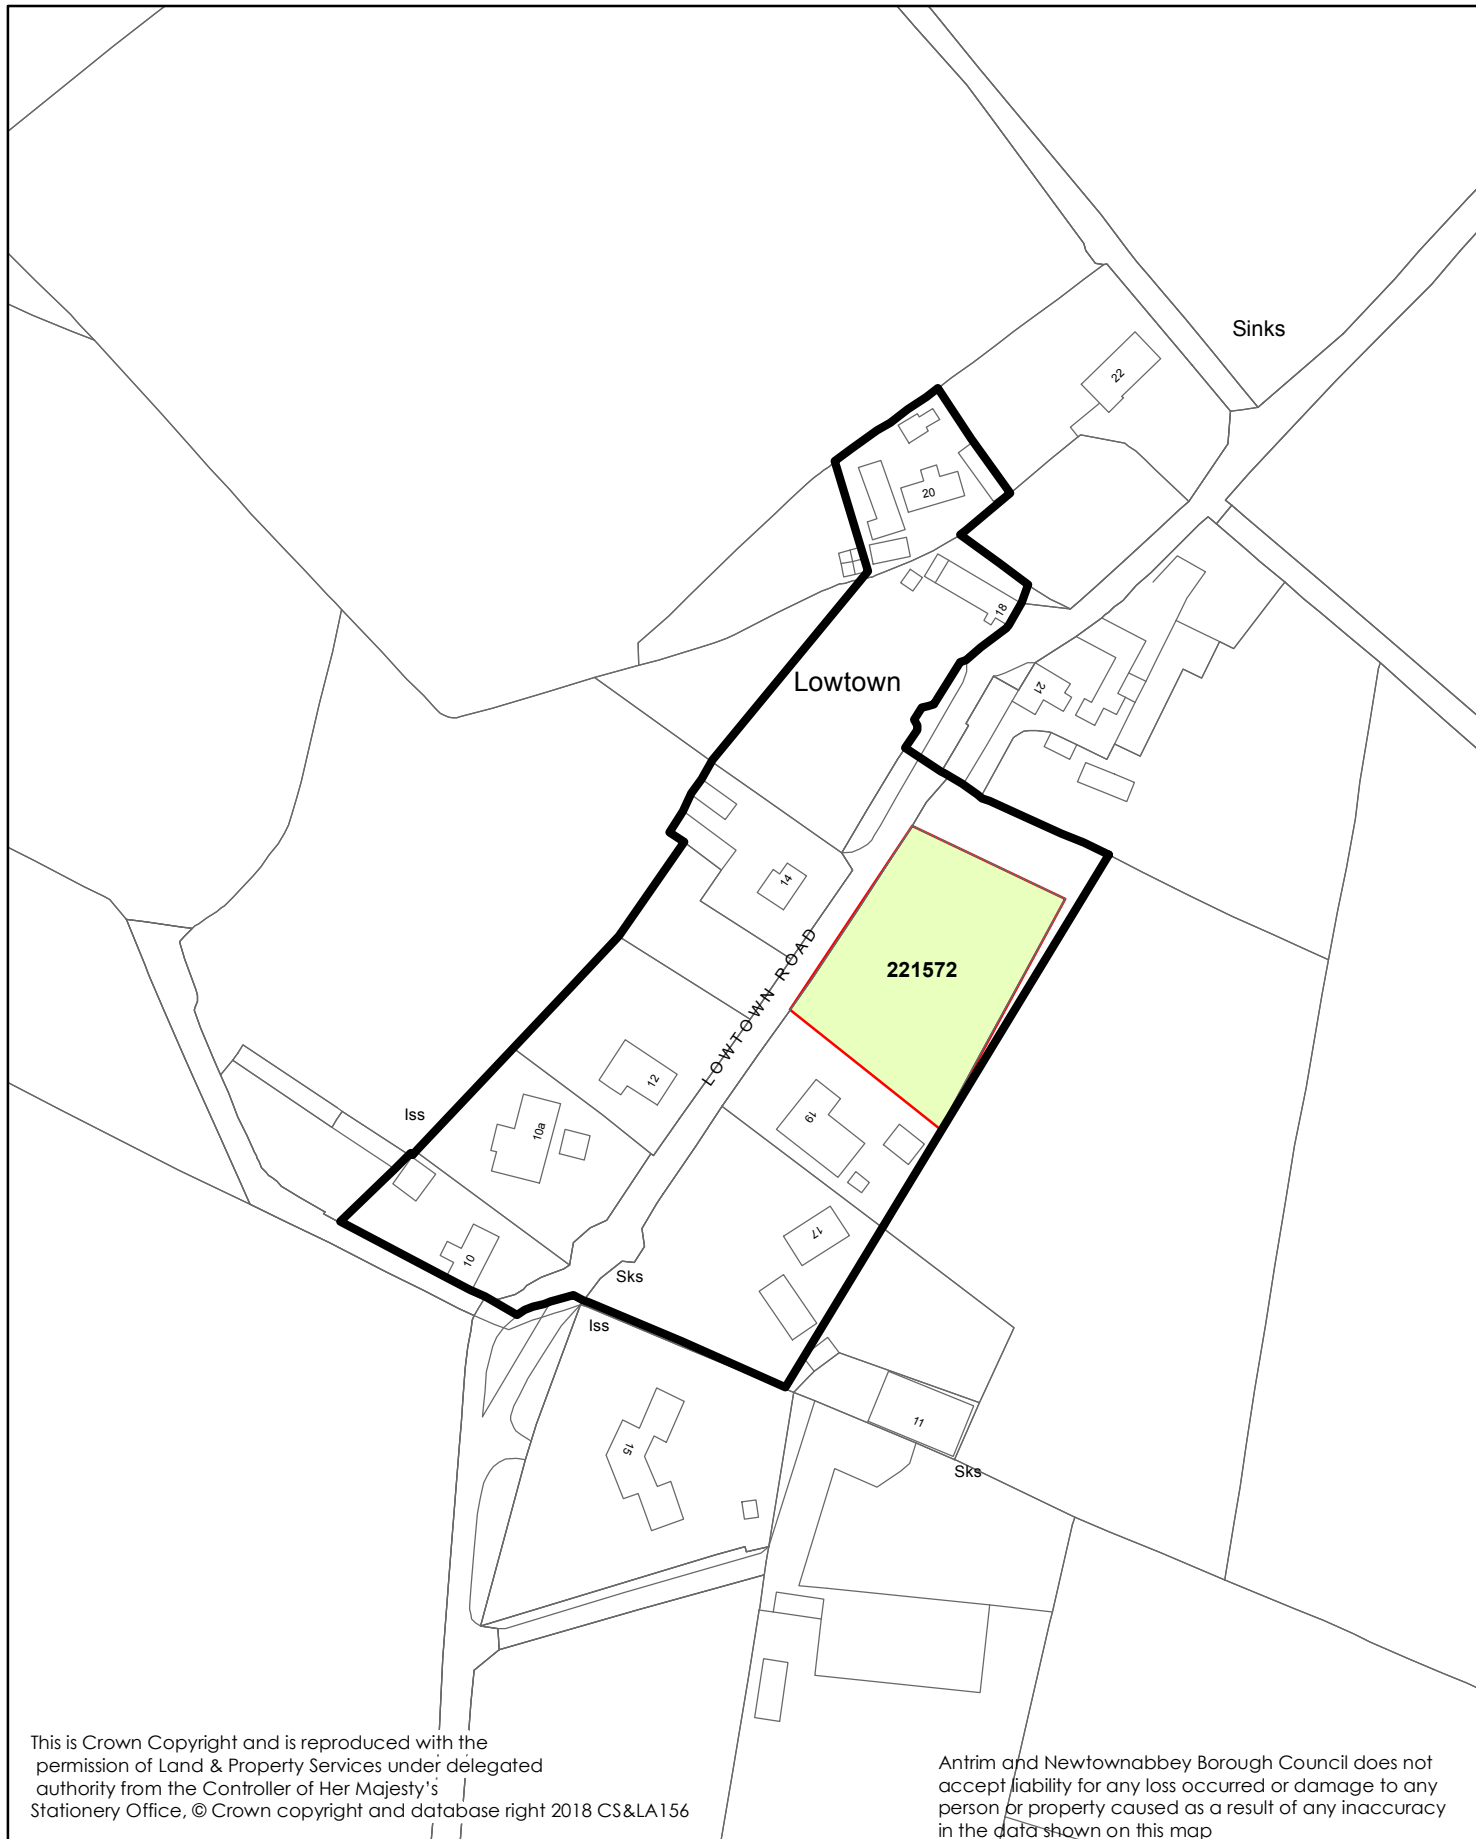 Sinks
22
20
18
Lowtown
21
14
LOWTOWN ROAD
221572
12
Iss
10a
19
17
10
Sks
Iss
11
15
Sks
This is Crown Copyright and is reproduced with the
permission of Land & Property Services under delegated
authority from the Controller of Her Majesty's
Stationery Office, © Crown copyright and database right 2018 CS&LA156
Antrim and Newtownabbey Borough Council does not
accept liability for any loss occurred or damage to any
person or property caused as a result of any inaccuracy
in the data shown on this map